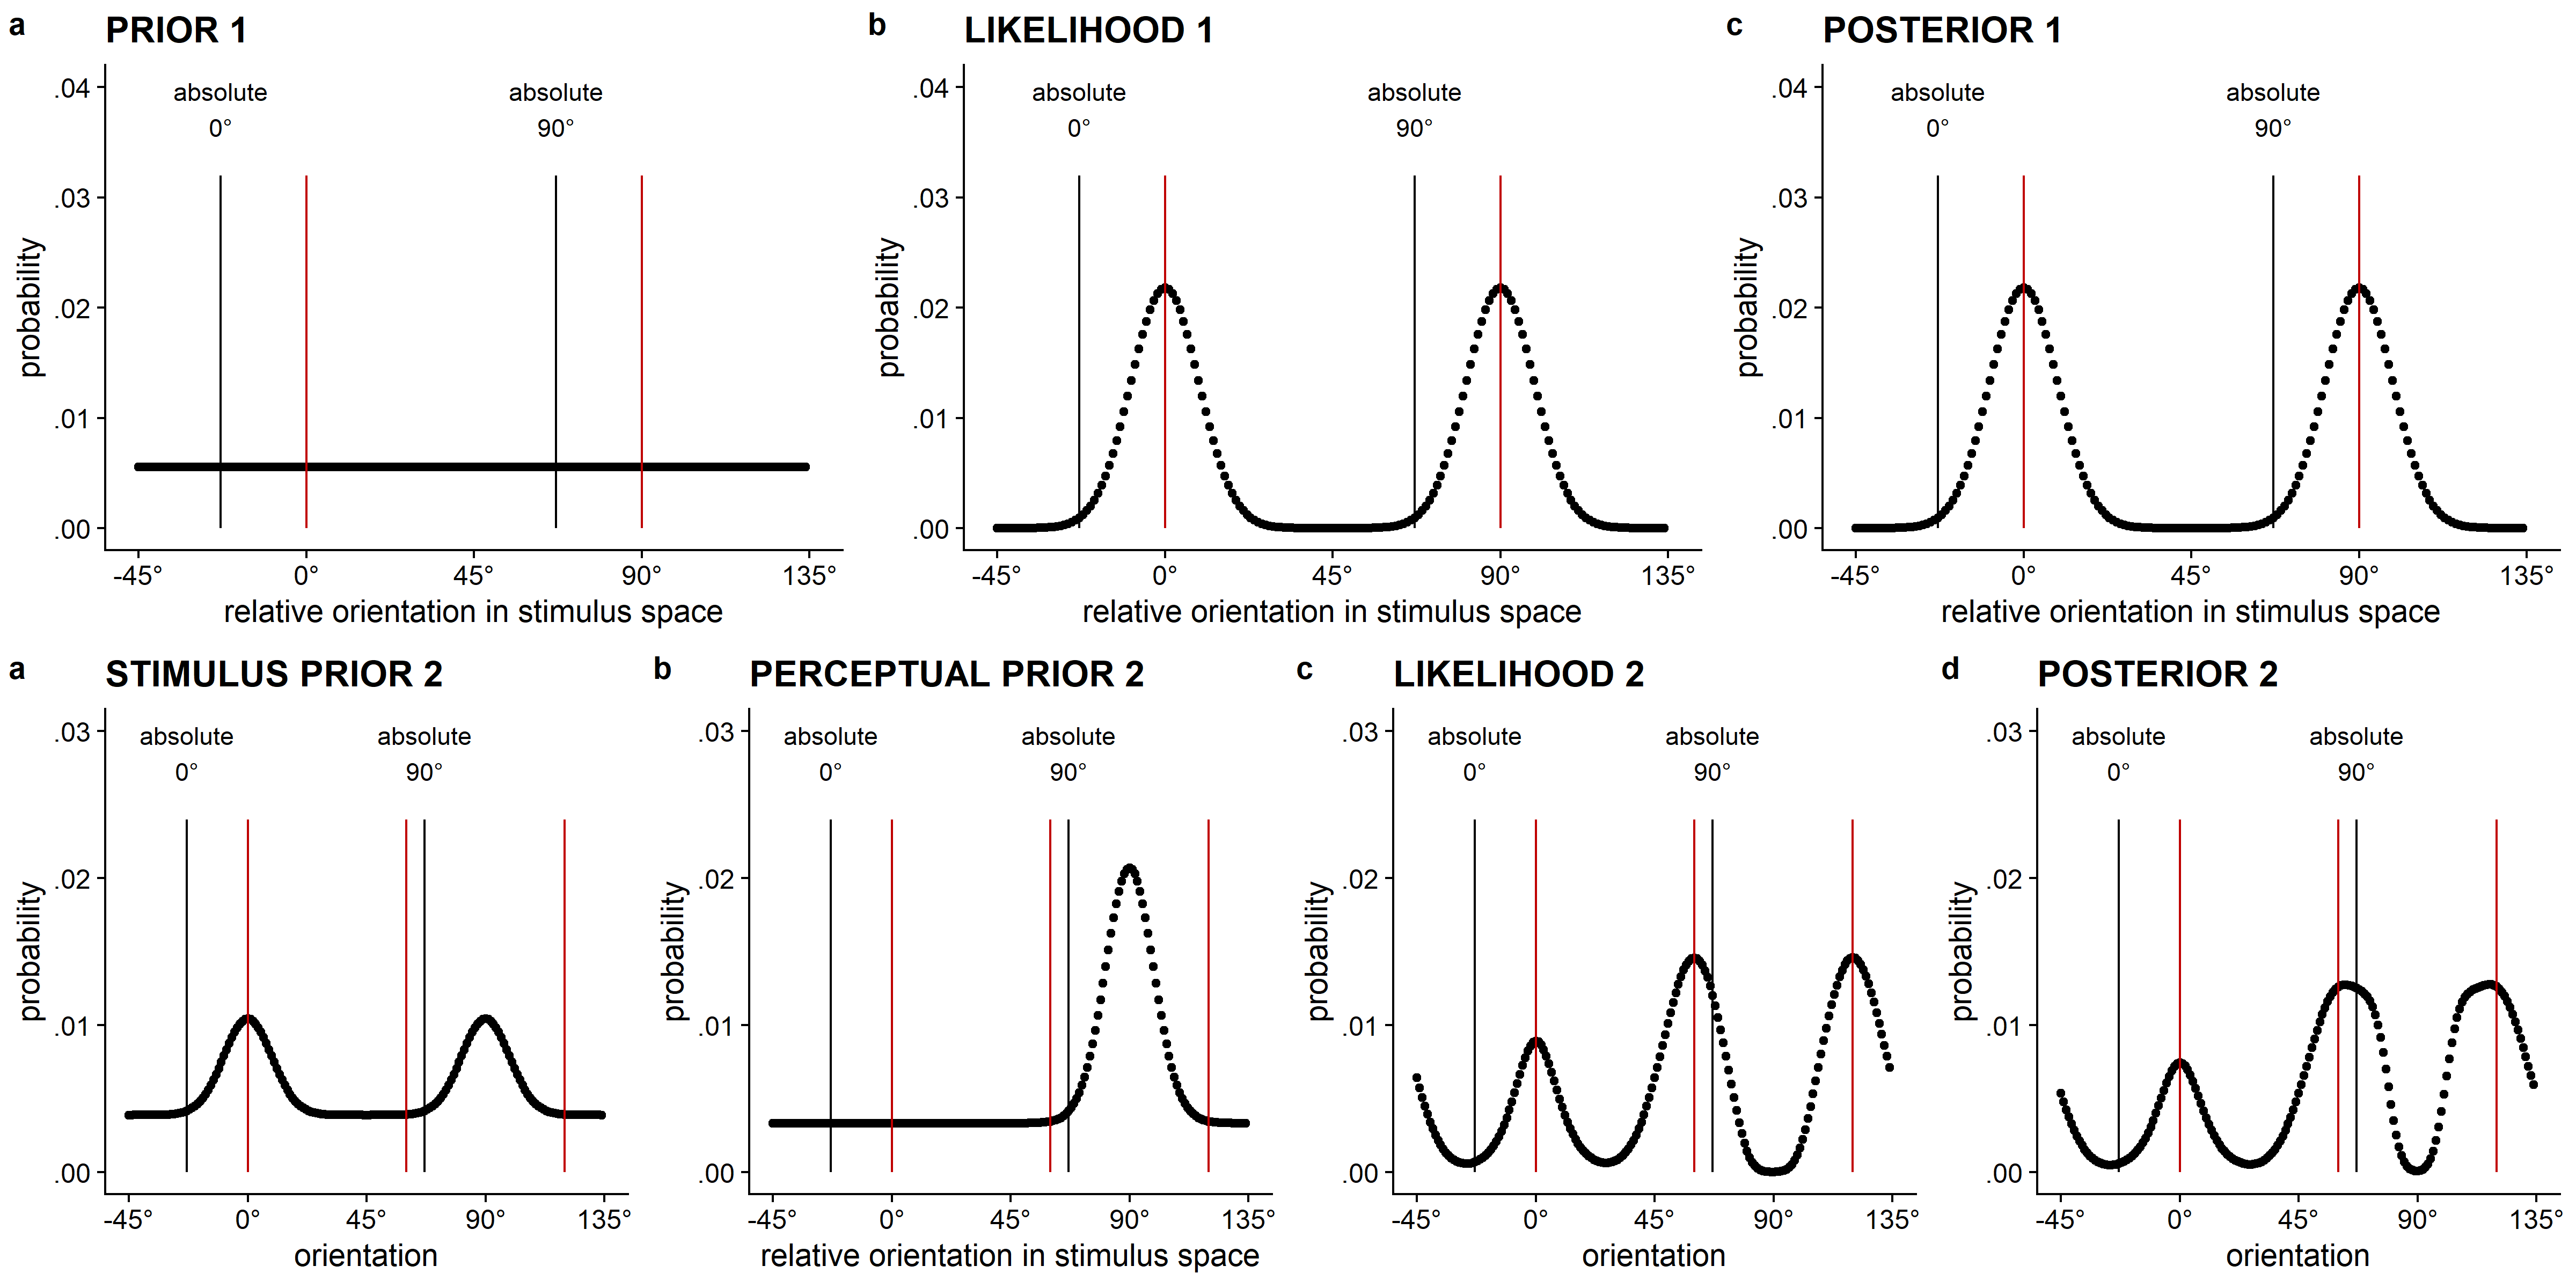 a PRIOR 1
.04
.03
.02
.01
.00
absolute
0°
absolute
90°
probability
-45° 0° 45° 90° 135°
relative orientation in stimulus space
b LIKELIHOOD 1
.04
.03
.02
.01
.00
absolute
0°
absolute
90°
probability
-45° 0° 45° 90° 135°
relative orientation in stimulus space
c POSTERIOR 1
.04
.03
.02
.01
.00
absolute
0°
absolute
90°
probability
-45° 0° 45° 90° 135°
relative orientation in stimulus space
a STIMULUS PRIOR 2
.03
.02
.01
.00
absolute
0°
absolute
90°
probability
-45° 0° 45° 90° 135°
orientation
b PERCEPTUAL PRIOR 2
.03
.02
.01
.00
absolute
0°
absolute
90°
probability
-45° 0° 45° 90° 135°
relative orientation in stimulus space
c LIKELIHOOD 2
.03
.02
.01
.00
absolute
0°
absolute
90°
probability
-45° 0° 45° 90° 135°
orientation
d POSTERIOR 2
.03
.02
.01
.00
absolute
0°
absolute
90°
probability
-45° 0° 45° 90° 135°
orientation